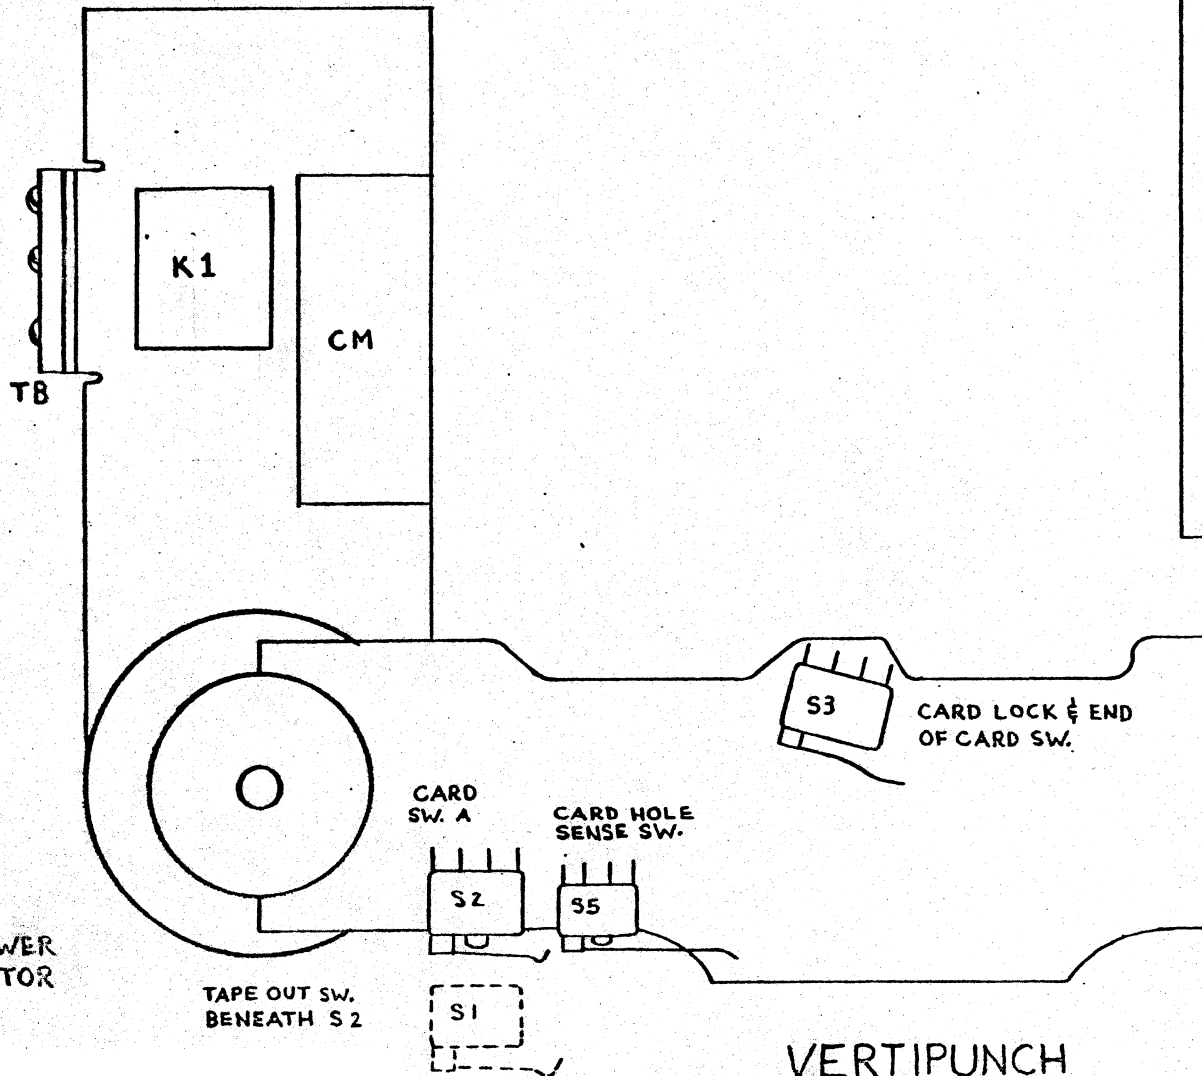 K1
CM
TB
S3
CARD LOCK & END
OF CARD SW.
CARD
SW. A
CARD HOLE
SENSE SW.
S2
S5
TAPE OUT SW.
BENEATH S2
S1
VERTIPUNCH